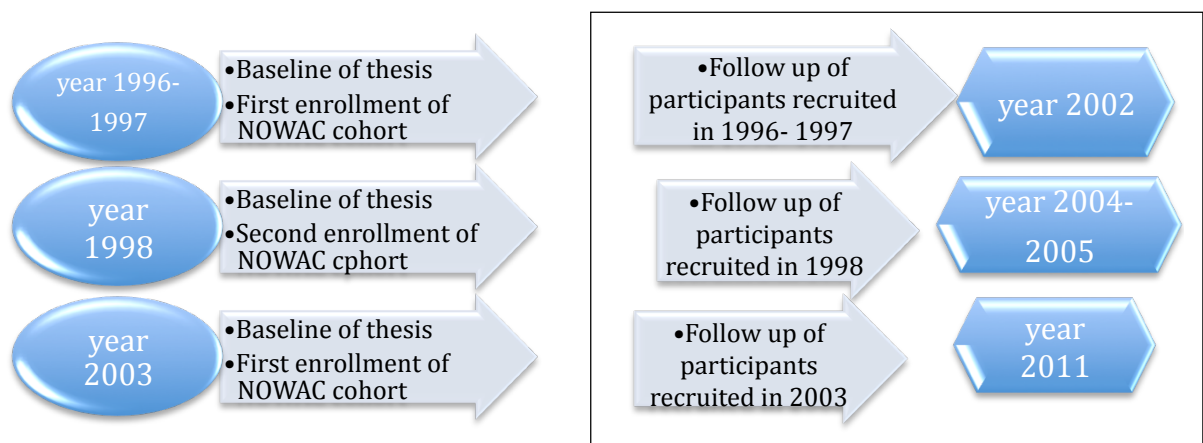 year 1996-
1997
•Baseline of thesis
•First enrollment of
NOWAC cohort
•Follow up of
participants recruited
in 1996- 1997
year 2002
year
1998
•Baseline of thesis
•Second enrollment of
NOWAC cphort
•Follow up of
participants
recruited in 1998
year 2004-
2005
year
2003
•Baseline of thesis
•First enrollment of
NOWAC cohort
•Follow up of
participants
recruited in 2003
year
2011